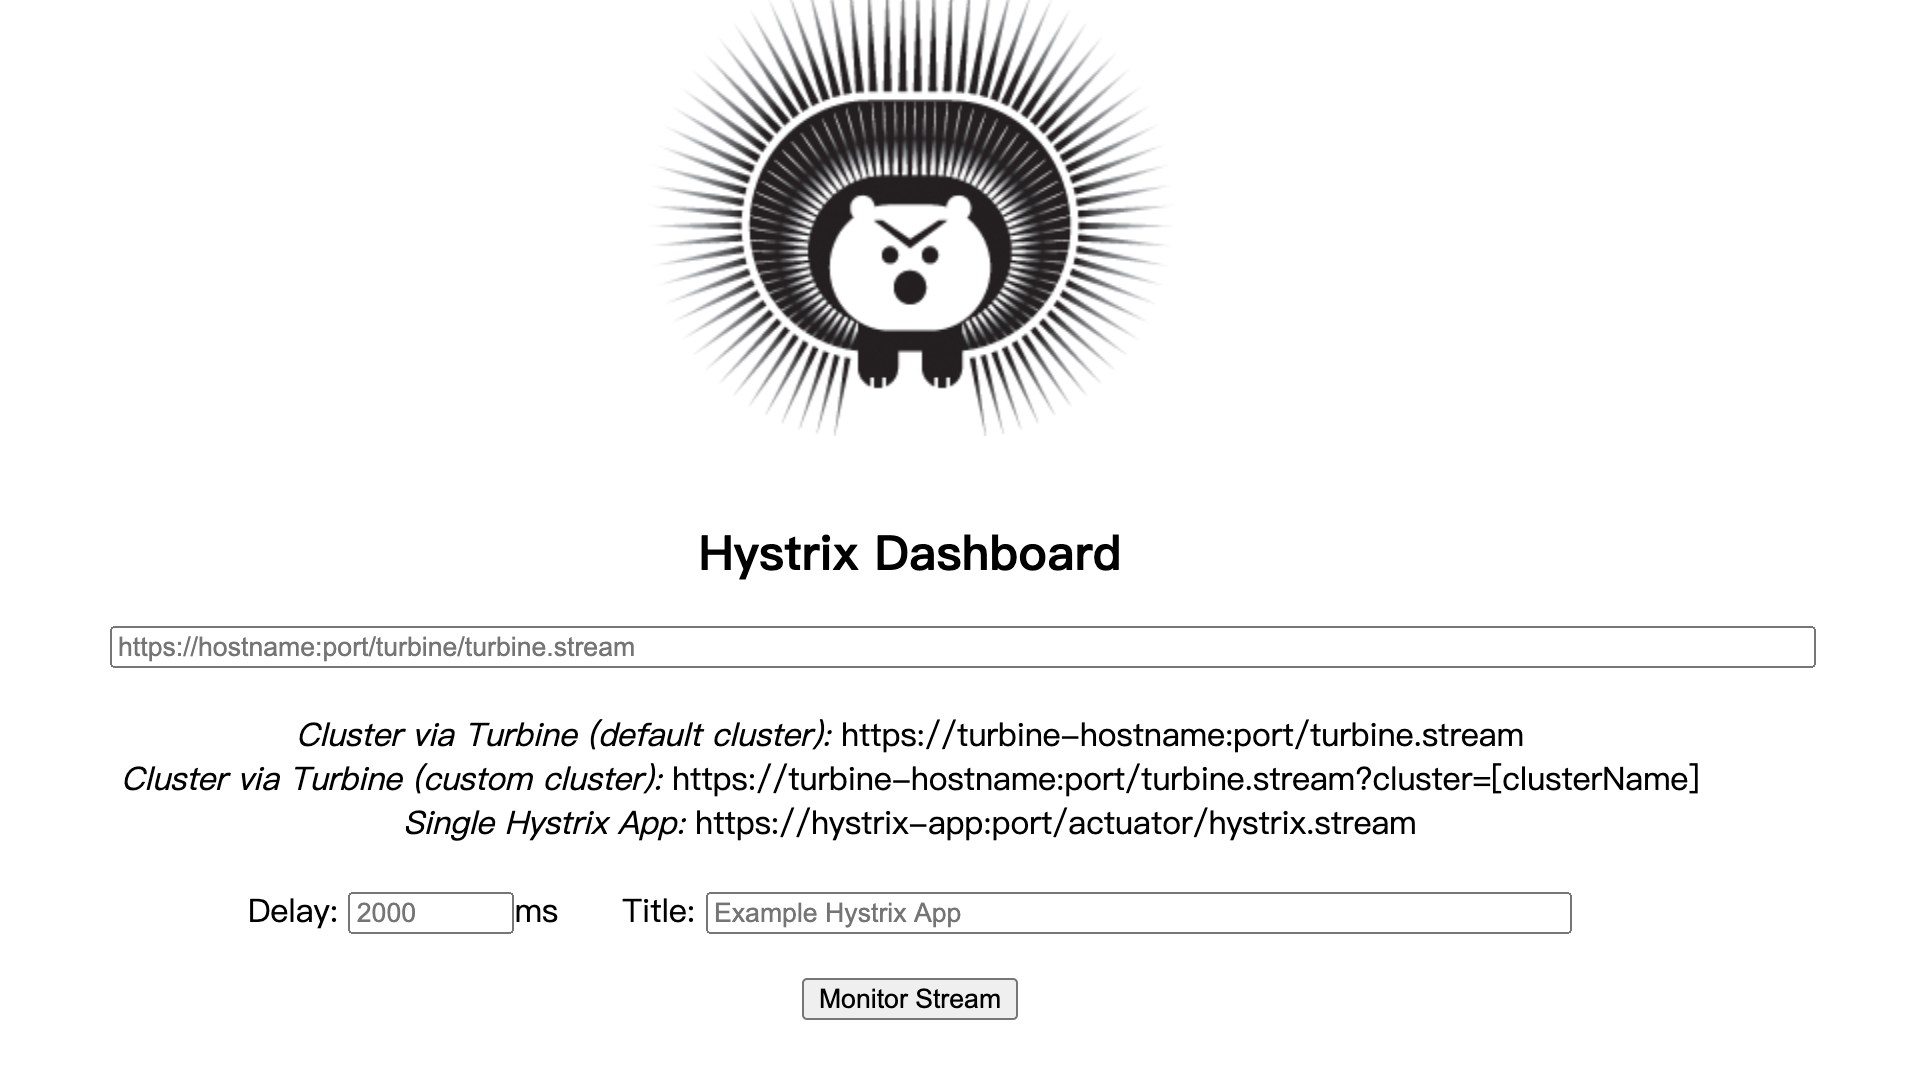 Hystrix Dashboard
https://hostname:port/turbine/turbine.stream
Cluster via Turbine (default cluster): https://turbine-hostname:port/turbine.stream
Cluster via Turbine (custom cluster): https://turbine-hostname:port/turbine.stream?cluster=[clusterName]
Single Hystrix App: https://hystrix-app:port/actuator/hystrix.stream
Delay: 2000 ms Title: Example Hystrix App
Monitor Stream